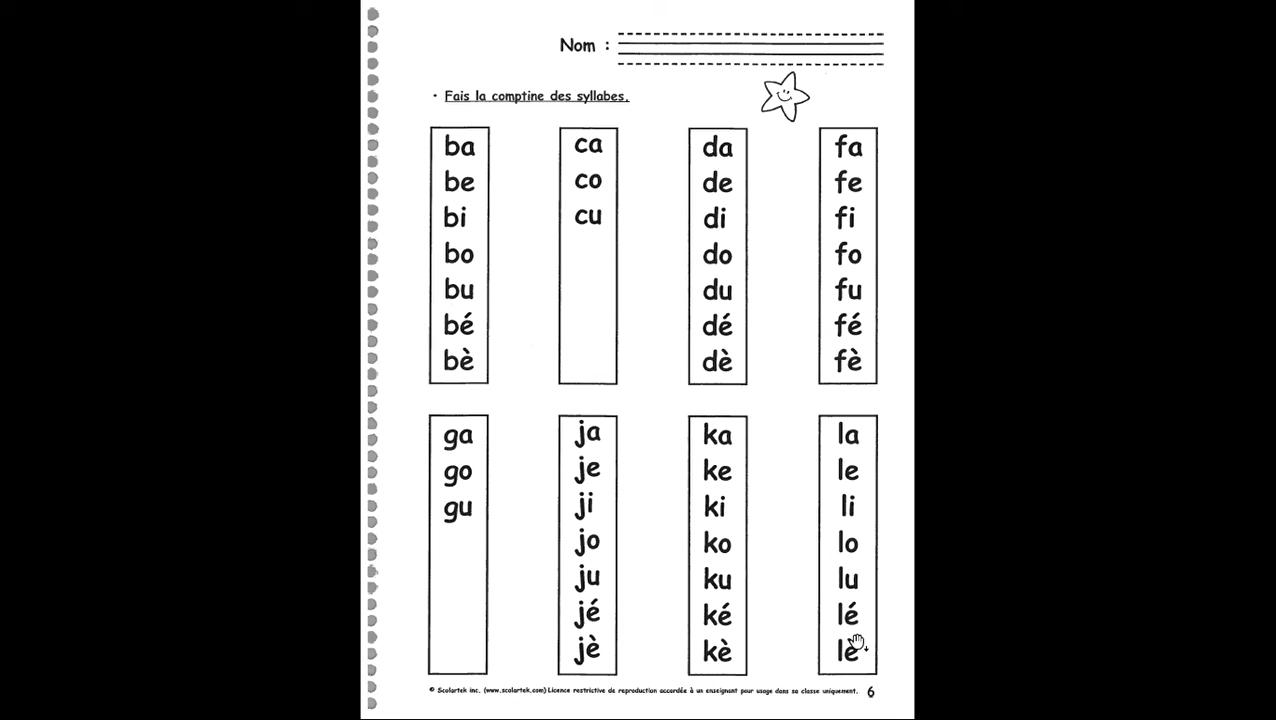 Nom :
• Fais la comptine des syllabes.
ba
be
bi
bo
bu
bé
bè
ca
co
cu
da
de
di
do
du
dé
dè
fa
fe
fi
fo
fu
fé
fè
ga
go
gu
ja
je
ji
jo
ju
jé
jè
ka
ke
ki
ko
ku
ké
kè
la
le
li
lo
lu
lé
lè
© Scolartek inc. (www.scolartek.com) Licence restrictive de reproduction accordée à un enseignant pour usage dans sa classe uniquement. 6